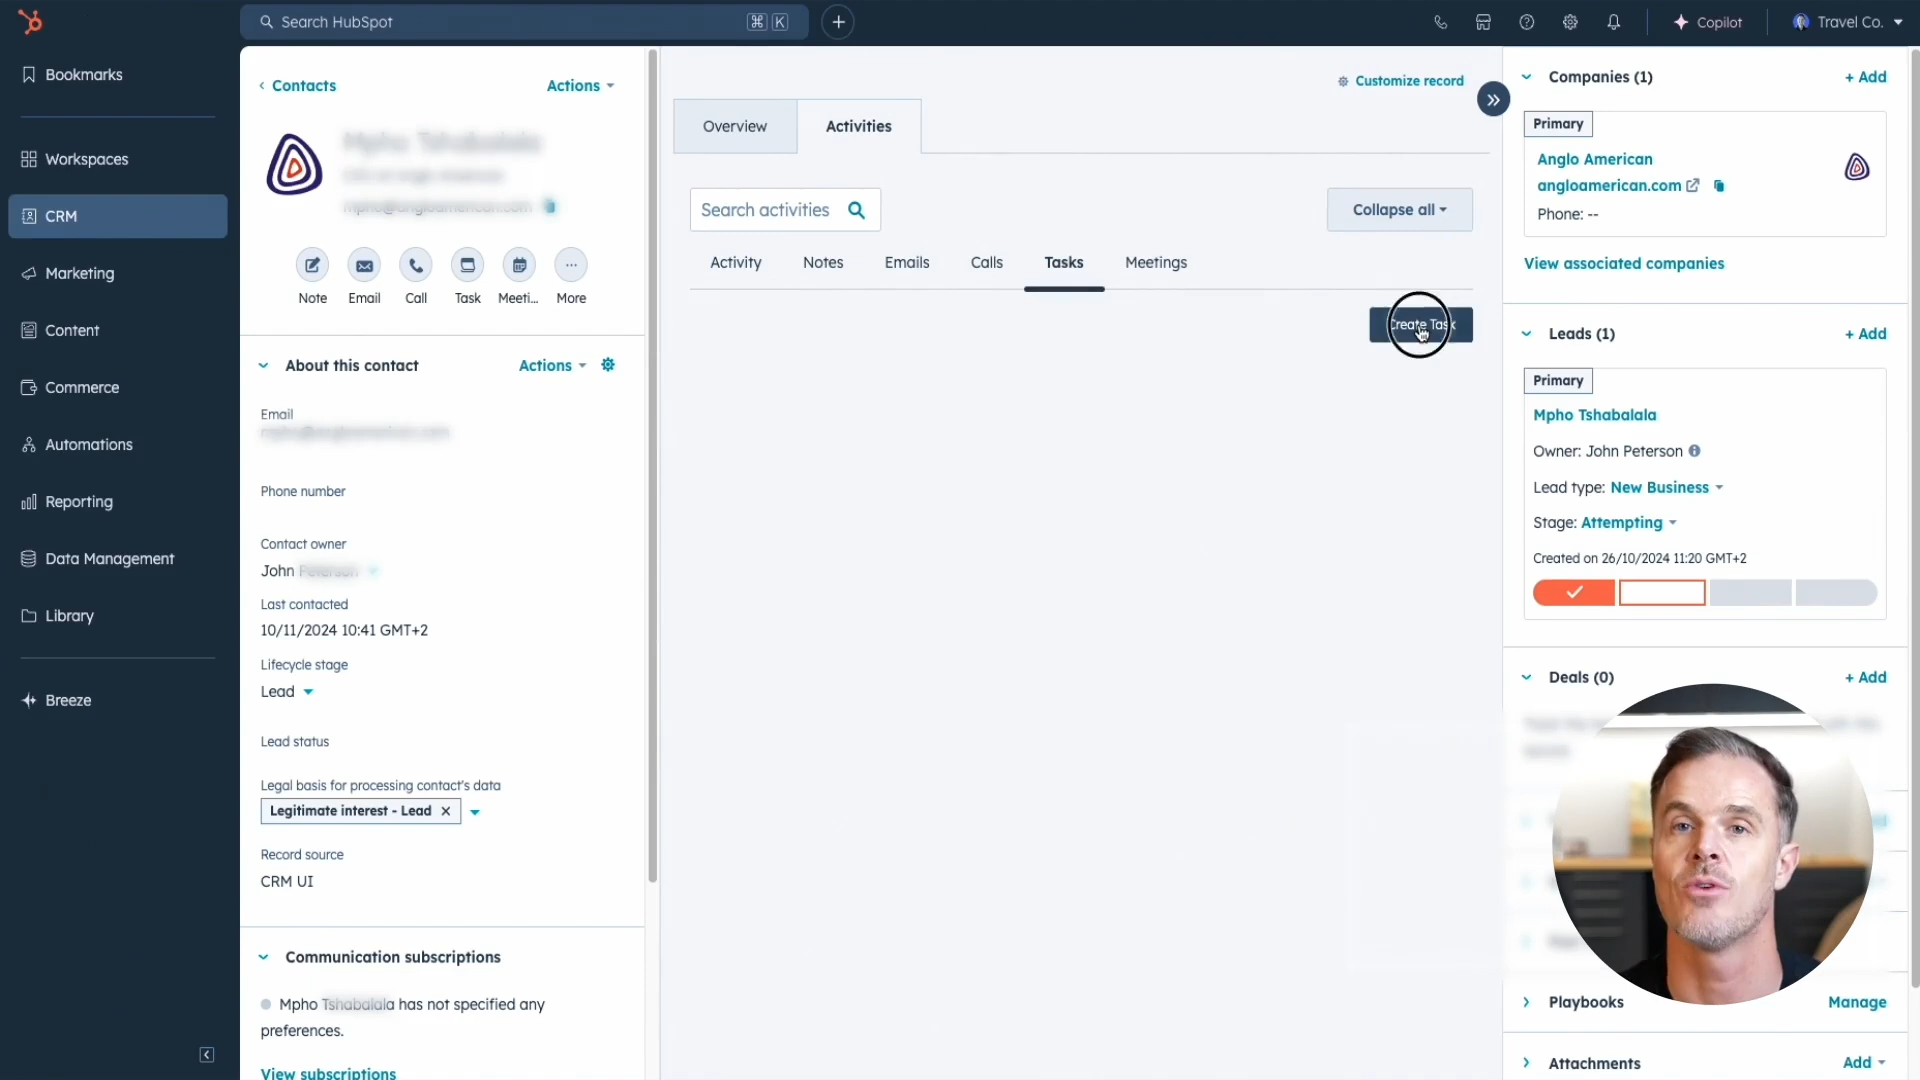 Search HubSpot
⌘ K
Copilot
Travel Co.
Bookmarks
Workspaces
CRM
Marketing
Content
Commerce
Automations
Reporting
Data Management
Library
Breeze
Contacts
Actions
Mpho Tshabalala
Note
Email
Call
Task
Meeti...
More
About this contact
Actions
Email
Phone number
Contact owner
John Peterson
Last contacted
10/11/2024 10:41 GMT+2
Lifecycle stage
Lead
Lead status
Legal basis for processing contact's data
Legitimate interest - Lead
Record source
CRM UI
Communication subscriptions
Mpho Tshabalala has not specified any
preferences.
View subscriptions
Customize record
Overview
Activities
Search activities
Collapse all
Activity
Notes
Emails
Calls
Tasks
Meetings
Create Task
Companies (1)
+ Add
Primary
Anglo American
angloamerican.com
Phone: --
View associated companies
Leads (1)
+ Add
Primary
Mpho Tshabalala
Owner: John Peterson
Lead type: New Business
Stage: Attempting
Created on 26/10/2024 11:20 GMT+2
Deals (0)
+ Add
Playbooks
Manage
Attachments
Add